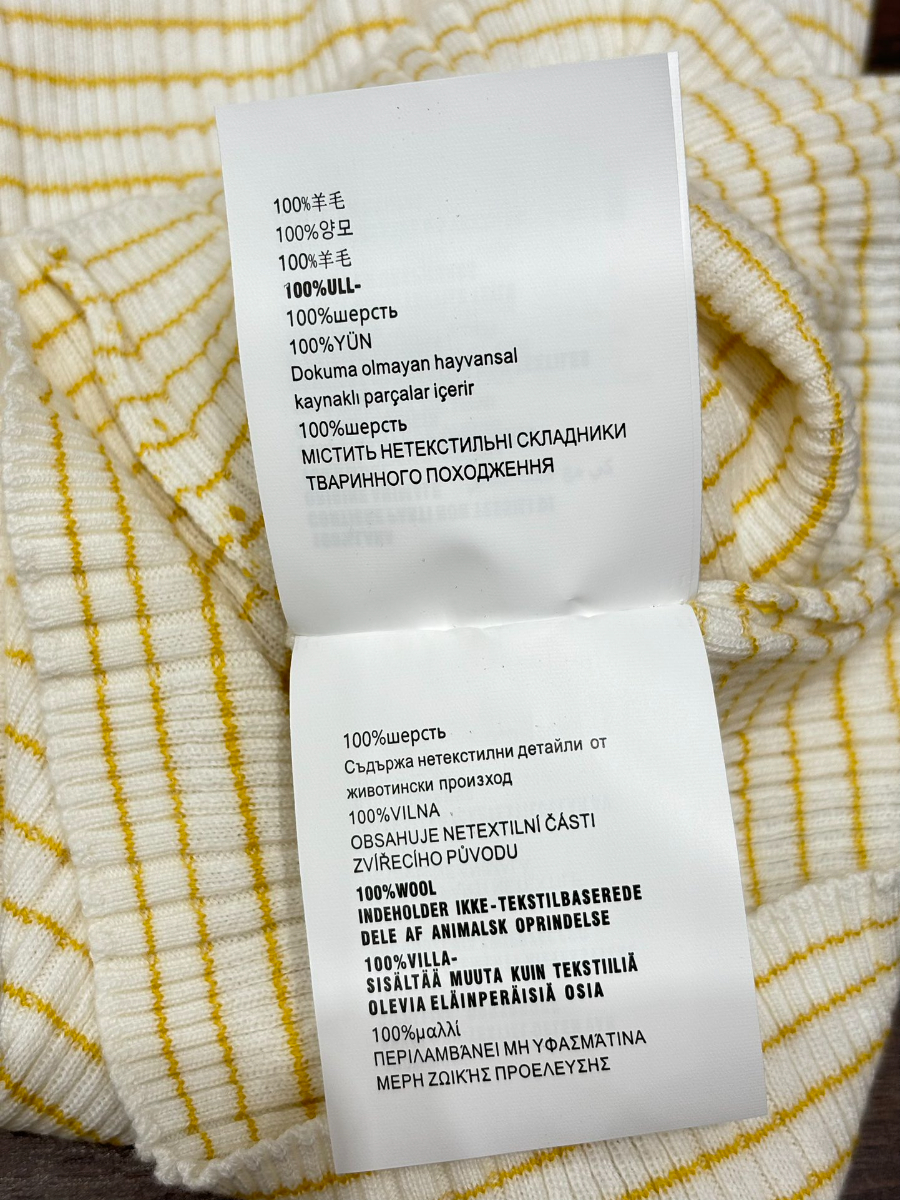 100%羊毛
100%양모
100%羊毛
100%ULL-
100%шерсть
100%YÜN
Dokuma olmayan hayvansal
kaynaklı parçalar içerir
100%шерсть
МІСТИТЬ НЕТЕКСТИЛЬНІ СКЛАДНИКИ
ТВАРИННОГО ПОХОДЖЕННЯ
100%шерсть
Съдържа нетекстилни детайли от
животински произход
100%VILNA
OBSAHUJE NETEXTILNÍ ČÁSTI
ZVÍŘECÍHO PŮVODU
100%WOOL
INDEHOLDER IKKE-TEKSTILBASEREDE
DELE AF ANIMALSK OPRINDELSE
100%VILLA-
SISÄLTÄÄ MUUTA KUIN TEKSTIILIÄ
OLEVIA ELÄINPERÄISIÄ OSIA
100%μαλλί
ΠΕΡΙΛΑΜΒΆΝΕΙ ΜΗ ΥΦΑΣΜΆΤΙΝΑ
ΜΕΡΗ ΖΩΙΚΉΣ ΠΡΟΕΛΕΥΣΗΣ